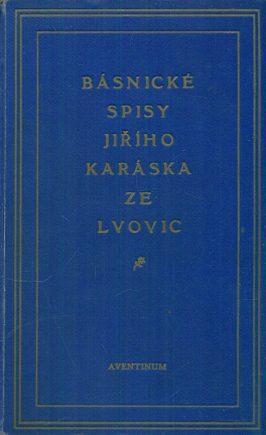 BÁSNICKÉ
SPISY
JIŘÍHO
KARÁSKA
ZE
LVOVIC
AVENTINUM